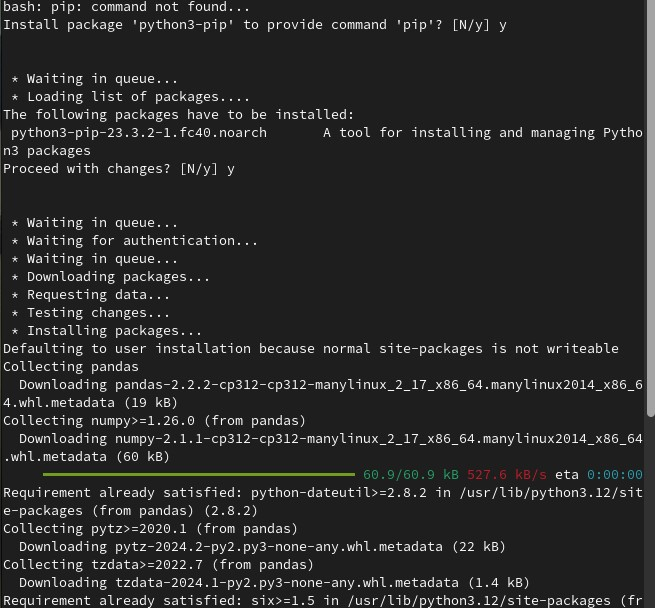 bash: pip: command not found...
Install package 'python3-pip' to provide command 'pip'? [N/y] y
* Waiting in queue...
* Loading list of packages....
The following packages have to be installed:
python3-pip-23.3.2-1.fc40.noarch A tool for installing and managing Pytho
n3 packages
Proceed with changes? [N/y] y
* Waiting in queue...
* Waiting for authentication...
* Waiting in queue...
* Downloading packages...
* Requesting data...
* Testing changes...
* Installing packages...
Defaulting to user installation because normal site-packages is not writeable
Collecting pandas
Downloading pandas-2.2.2-cp312-cp312-manylinux_2_17_x86_64.manylinux2014_x86_6
4.whl.metadata (19 kB)
Collecting numpy>=1.26.0 (from pandas)
Downloading numpy-2.1.1-cp312-cp312-manylinux_2_17_x86_64.manylinux2014_x86_64
.whl.metadata (60 kB)
60.9/60.9 kB 527.6 kB/s eta 0:00:00
Requirement already satisfied: python-dateutil>=2.8.2 in /usr/lib/python3.12/sit
e-packages (from pandas) (2.8.2)
Collecting pytz>=2020.1 (from pandas)
Downloading pytz-2024.2-py2.py3-none-any.whl.metadata (22 kB)
Collecting tzdata>=2022.7 (from pandas)
Downloading tzdata-2024.1-py2.py3-none-any.whl.metadata (1.4 kB)
Requirement already satisfied: six>=1.5 in /usr/lib/python3.12/site-packages (fr